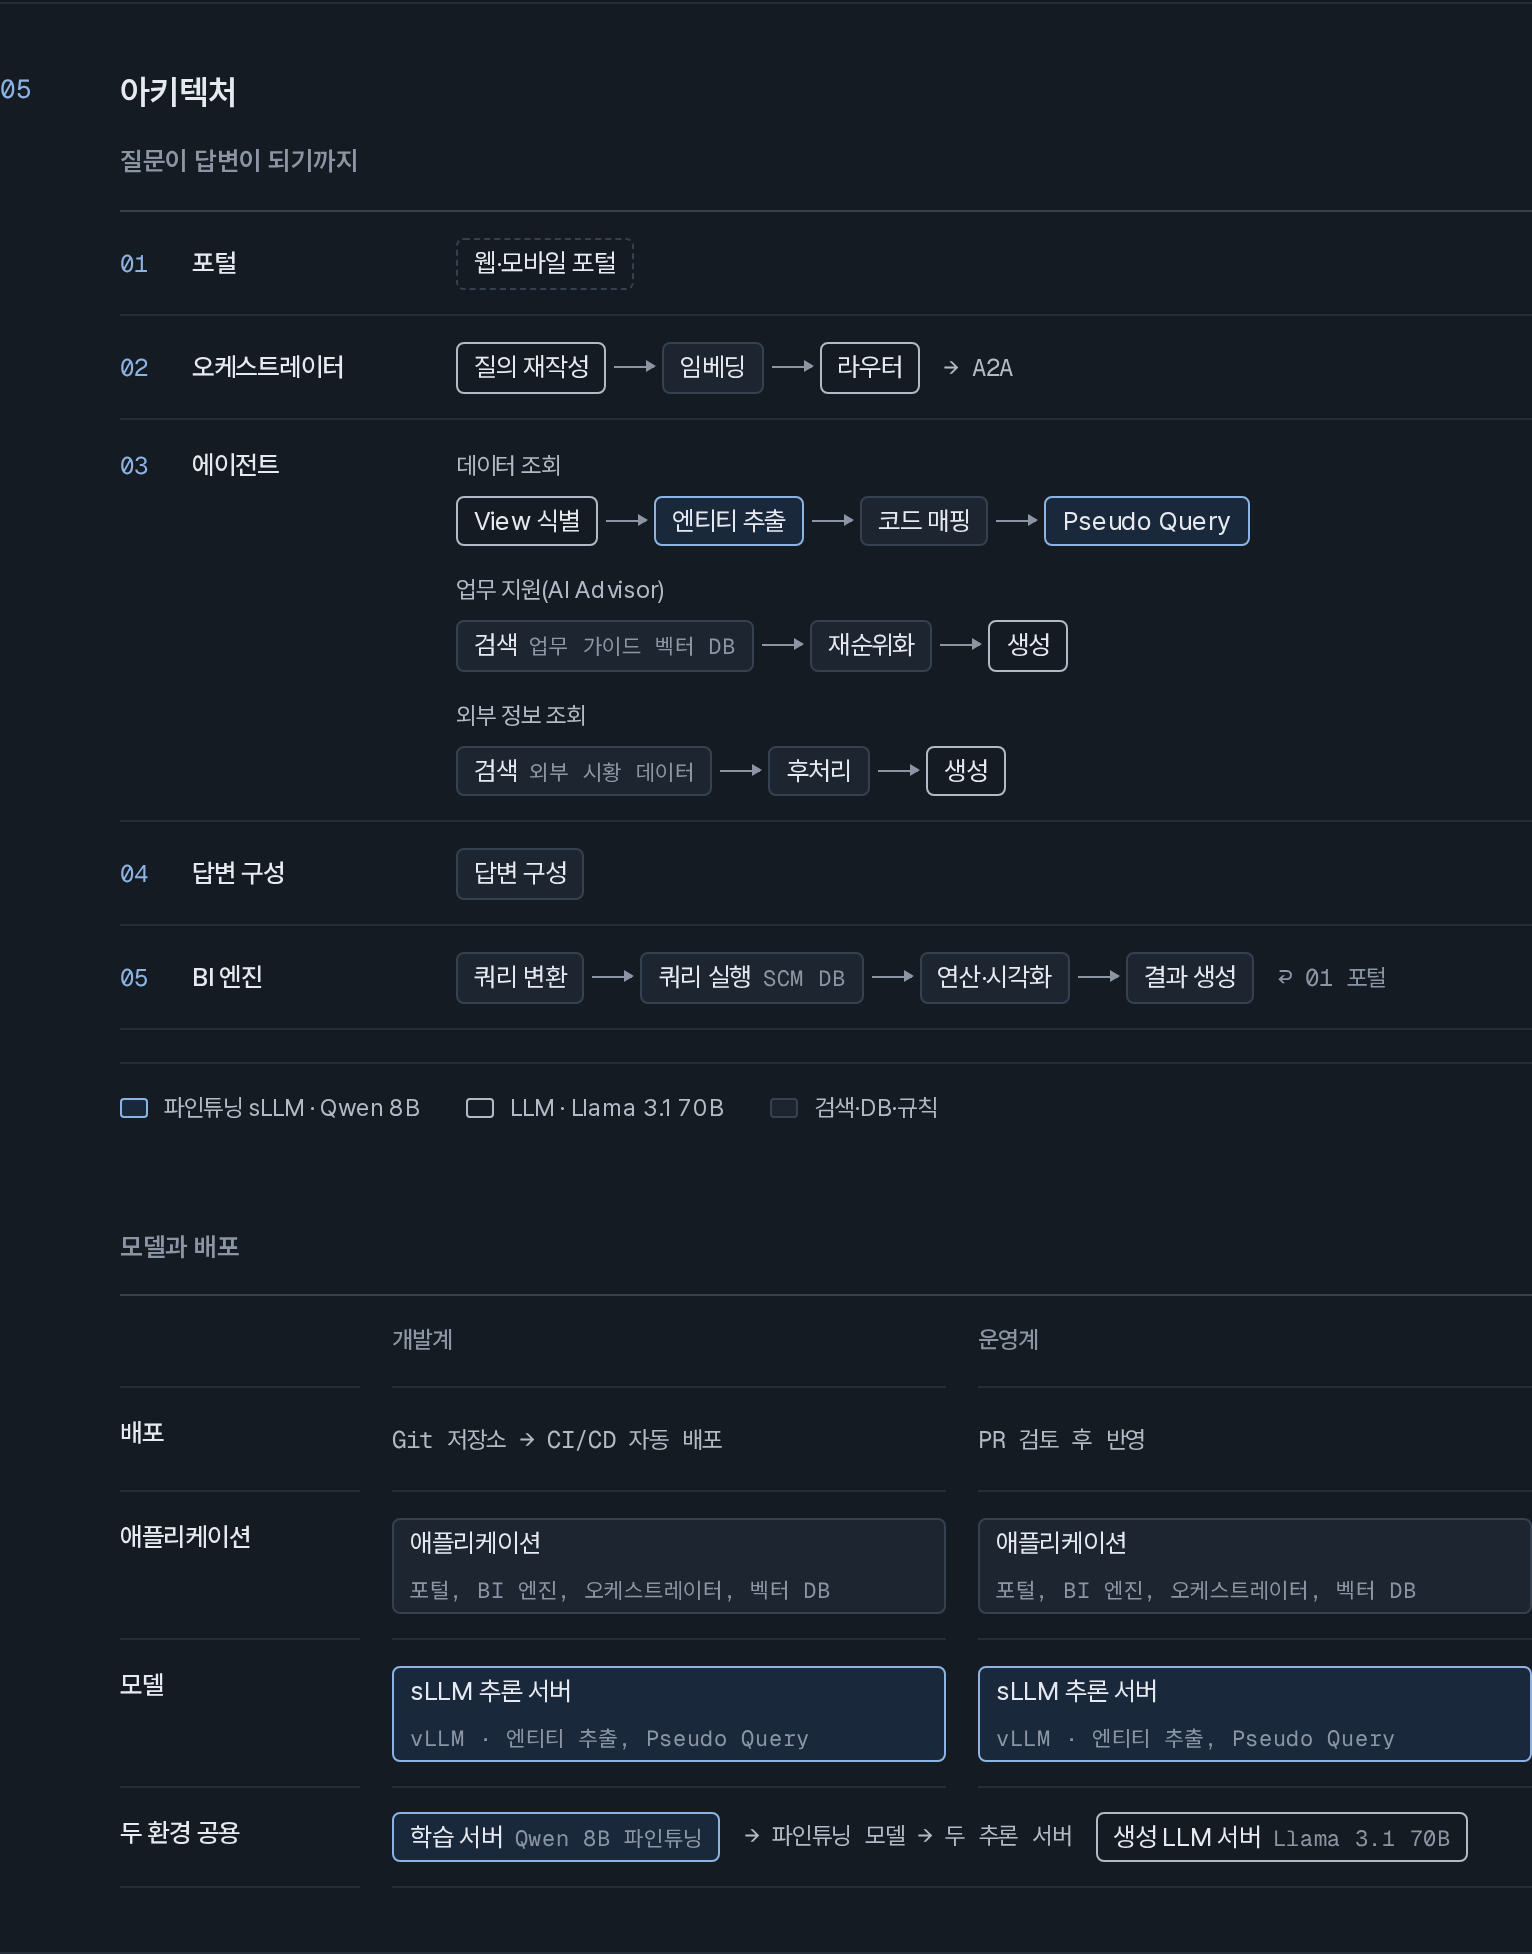 05 아키텍처
질문이 답변이 되기까지
01 포털 웹·모바일 포털
02 오케스트레이터 질의 재작성 → 임베딩 → 라우터 → A2A
03 에이전트 데이터 조회
View 식별 → 엔티티 추출 → 코드 매핑 → Pseudo Query
업무 지원(AI Advisor)
검색 업무 가이드 벡터 DB → 재순위화 → 생성
외부 정보 조회
검색 외부 시황 데이터 → 후처리 → 생성
04 답변 구성 답변 구성
05 BI 엔진 쿼리 변환 → 쿼리 실행 SCM DB → 연산·시각화 → 결과 생성 ⮌ 01 포털
파인튜닝 sLLM · Qwen 8B LLM · Llama 3.1 70B 검색·DB·규칙
모델과 배포
개발계 운영계
배포 Git 저장소 → CI/CD 자동 배포 PR 검토 후 반영
애플리케이션 애플리케이션 애플리케이션
포털, BI 엔진, 오케스트레이터, 벡터 DB 포털, BI 엔진, 오케스트레이터, 벡터 DB
모델 sLLM 추론 서버 sLLM 추론 서버
vLLM · 엔티티 추출, Pseudo Query vLLM · 엔티티 추출, Pseudo Query
두 환경 공용 학습 서버 Qwen 8B 파인튜닝 → 파인튜닝 모델 → 두 추론 서버 생성 LLM 서버 Llama 3.1 70B